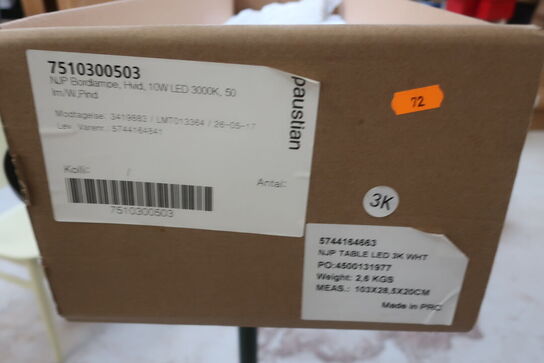 7510300503
NJP Bordlampe, Hvid, 10W LED 3000K, 50
lm/W,Pind
Modtagelse: 3419883 / LMT013364 / 26-05-17
Lev. Varenr.: 5744164841
Kolli: /
Antal:
7510300503
paustian
72
3K
5744164663
NJP TABLE LED 3K WHT
PO:4500131977
Weight: 2,6 KGS
MEAS.: 103X28,5X20CM
Made in PRC